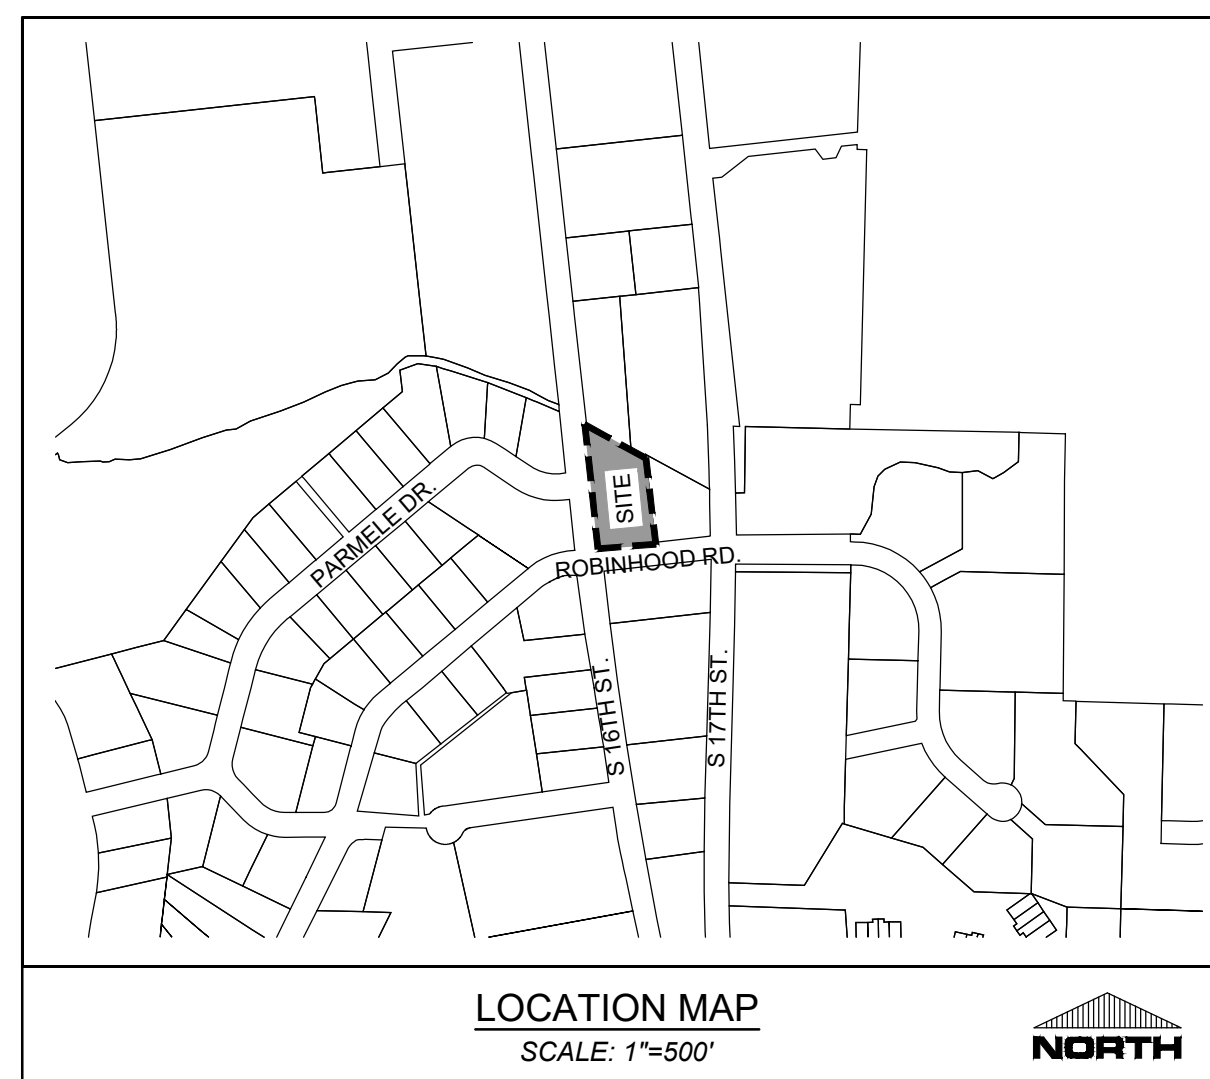 SITE
PARMELE DR.
ROBINHOOD RD.
S 16TH ST.
S 17TH ST.
LOCATION MAP
SCALE: 1"=500'
NORTH